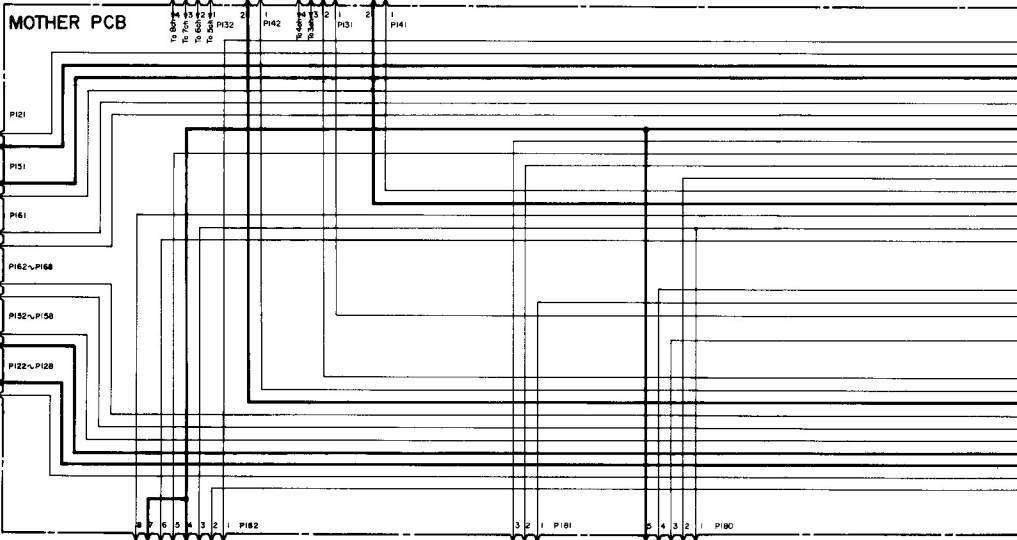 MOTHER PCB
4 To 8ch
3 To 7ch
2 To 6ch
1 To 5ch
P132
2 1 P142
4 To 4ch
3 To 3ch
2 1 P131
2 1 P141
P121
P151
P161
P162~P168
P152~P158
P122~P128
8 7 6 5 4 3 2 1 P182
3 2 1 P181
5 4 3 2 1 P180